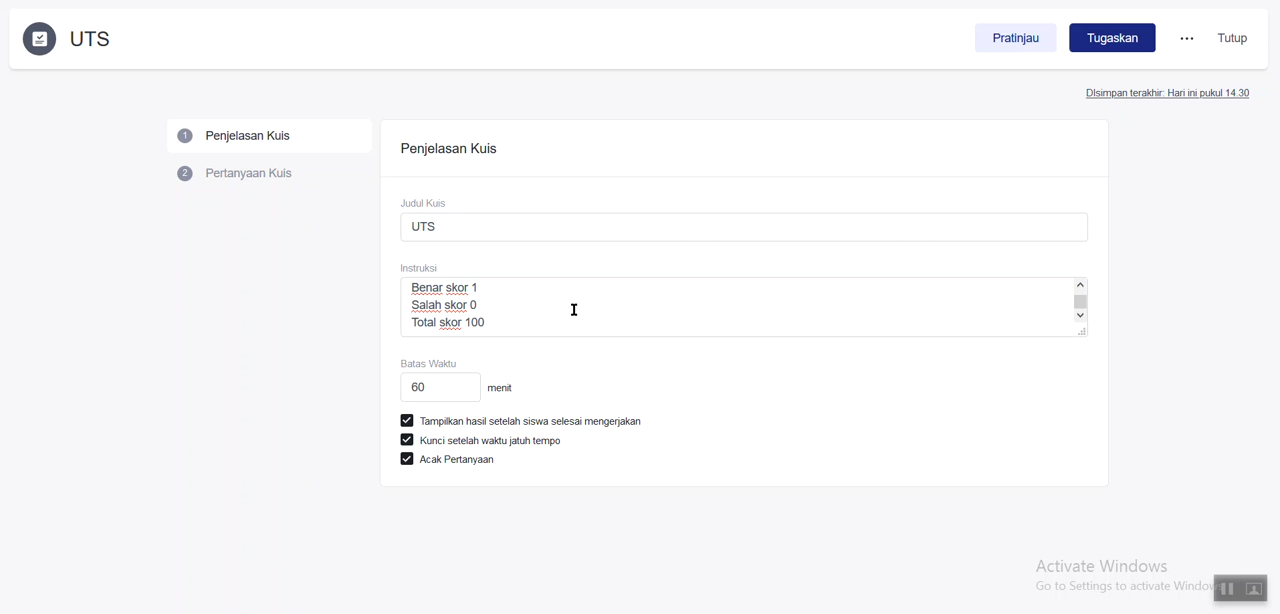 UTS
Pratinjau
Tugaskan
Tutup
DIsimpan terakhir: Hari ini pukul 14.30
1 Penjelasan Kuis
2 Pertanyaan Kuis
Penjelasan Kuis
Judul Kuis
UTS
Instruksi
Benar skor 1
Salah skor 0
Total skor 100
Batas Waktu
60 menit
Tampilkan hasil setelah siswa selesai mengerjakan
Kunci setelah waktu jatuh tempo
Acak Pertanyaan
Activate Windows
Go to Settings to activate Window